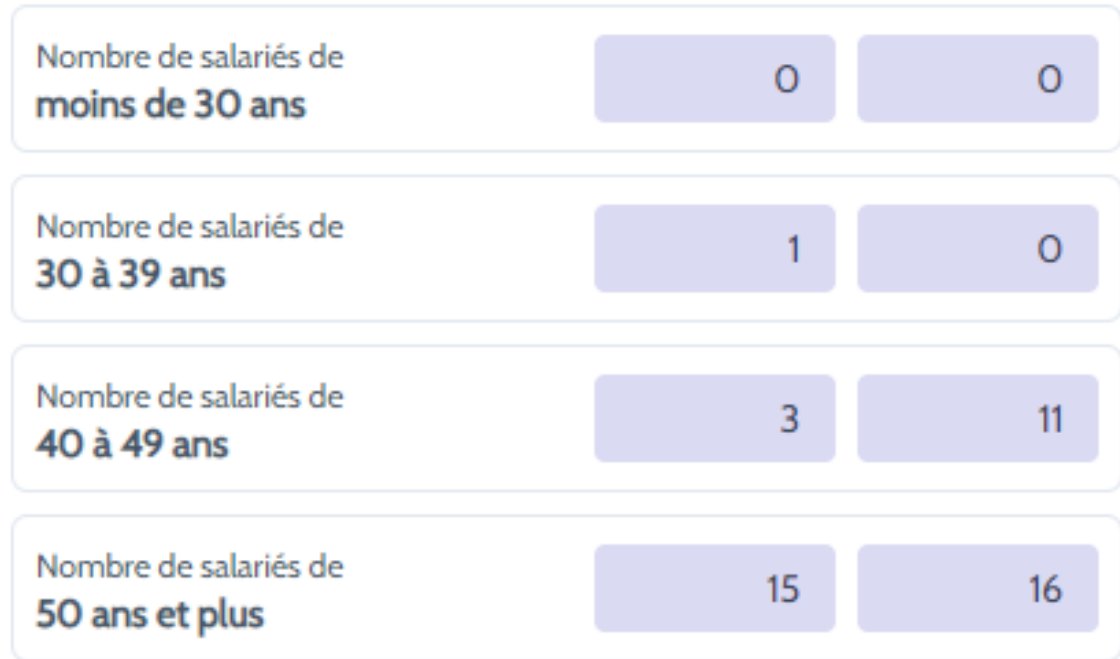 Nombre de salariés de
moins de 30 ans
0 0
Nombre de salariés de
30 à 39 ans
1 0
Nombre de salariés de
40 à 49 ans
3 11
Nombre de salariés de
50 ans et plus
15 16